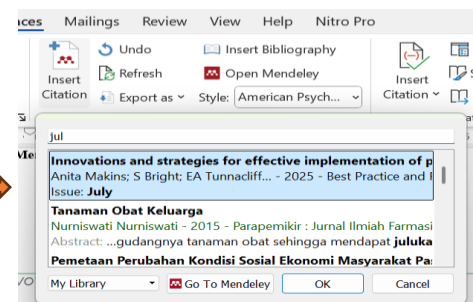 ces Mailings Review View Help Nitro Pro
Insert Citation
Undo
Refresh
Export as
Insert Bibliography
Open Mendeley
Style: American Psych...
Insert Citation
jul
Innovations and strategies for effective implementation of p
Anita Makins; S Bright; EA Tunnacliff... - 2025 - Best Practice and
Issue: July
Tanaman Obat Keluarga
Nurniswati Nurniswati - 2015 - Parapemikir : Jurnal Ilmiah Farmasi
Abstract: ...gudangnya tanaman obat sehingga mendapat juluka
Pemetaan Perubahan Kondisi Sosial Ekonomi Masyarakat Pa
My Library Go To Mendeley OK Cancel